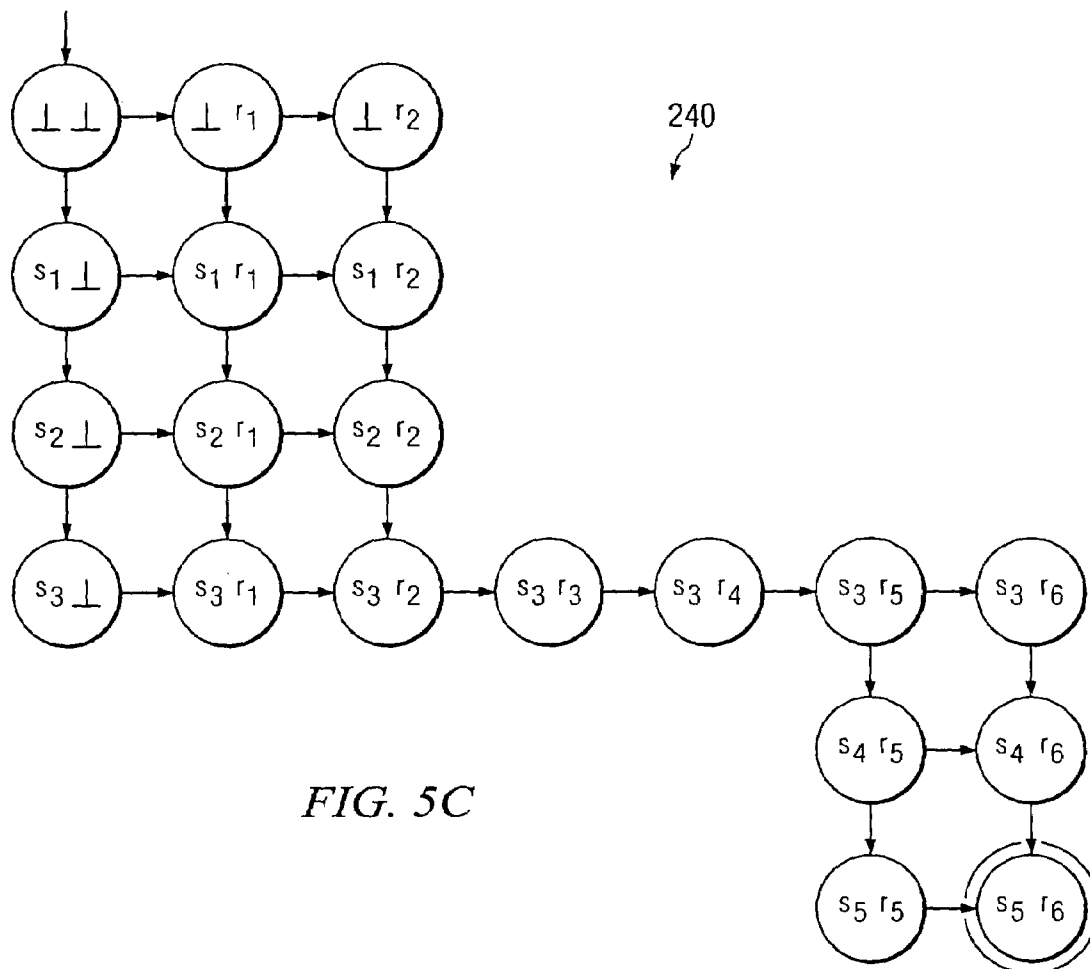 ⊥ ⊥ ⊥ r₁ ⊥ r₂
240
s₁ ⊥ s₁ r₁ s₁ r₂
s₂ ⊥ s₂ r₁ s₂ r₂
s₃ ⊥ s₃ r₁ s₃ r₂ s₃ r₃ s₃ r₄ s₃ r₅ s₃ r₆
s₄ r₅ s₄ r₆
FIG. 5C
s₅ r₅ s₅ r₆